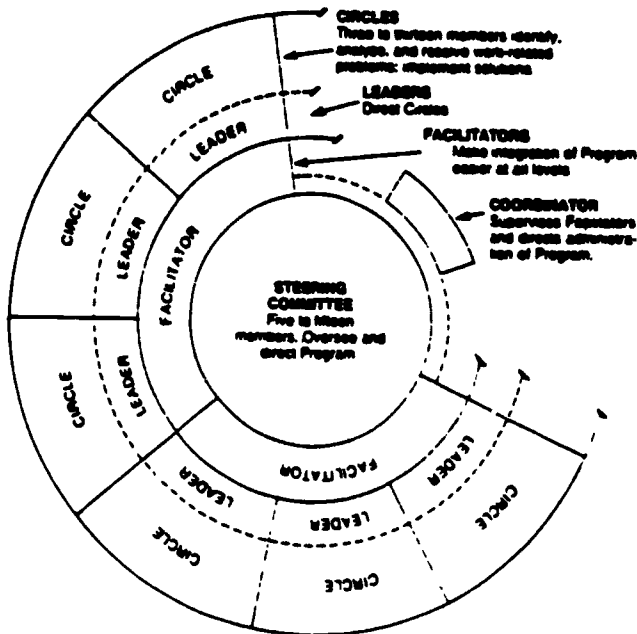 CIRCLES
Three to thirteen members identify,
analyze, and resolve work-related
problems; implement solutions
LEADERS
Direct Circles
FACILITATORS
Make integration of Program
easier at all levels
COORDINATOR
Supervises Facilitators
and directs administra-
tion of Program.
STEERING
COMMITTEE
Five to fifteen
members. Oversee and
direct Program
CIRCLE
LEADER
CIRCLE
LEADER
FACILITATOR
CIRCLE
LEADER
CIRCLE
LEADER
FACILITATOR
CIRCLE
LEADER
CIRCLE
LEADER